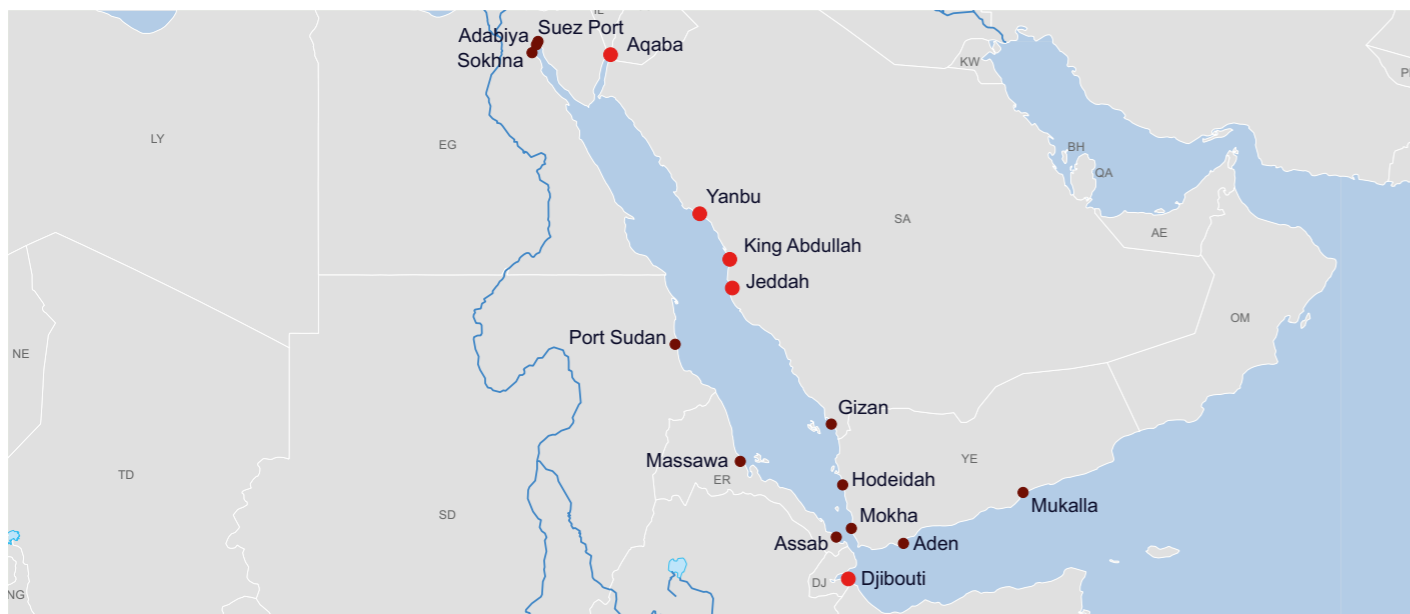 IL
Suez Port
Adabiya
Aqaba
Sokhna
KW
LY
EG
BH
QA
Yanbu
SA
AE
King Abdullah
Jeddah
OM
Port Sudan
NE
Gizan
Massawa
YE
TD
ER
Hodeidah
Mukalla
SD
Mokha
Assab
Aden
DJ
Djibouti
NG